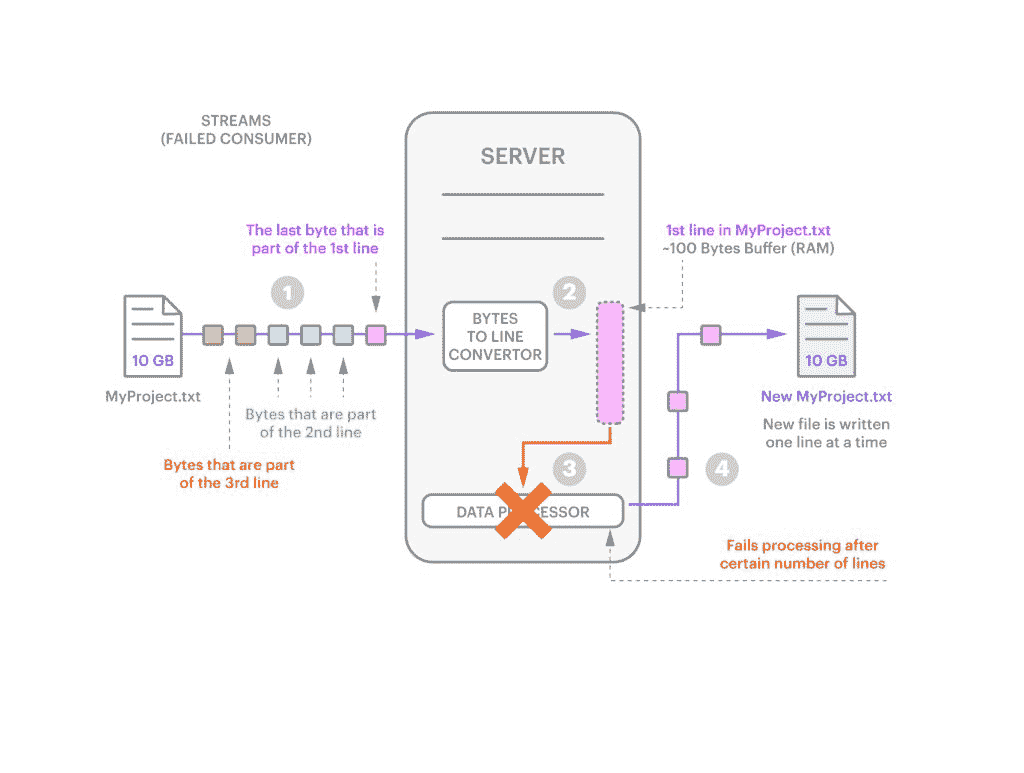 STREAMS
(FAILED CONSUMER)
SERVER
The last byte that is
part of the 1st line
1st line in MyProject.txt
~100 Bytes Buffer (RAM)
1
2
BYTES
TO LINE
CONVERTOR
10 GB
MyProject.txt
10 GB
New MyProject.txt
New file is written
one line at a time
Bytes that are part
of the 2nd line
Bytes that are part
of the 3rd line
3
4
DATA PROCESSOR
Fails processing after
certain number of lines